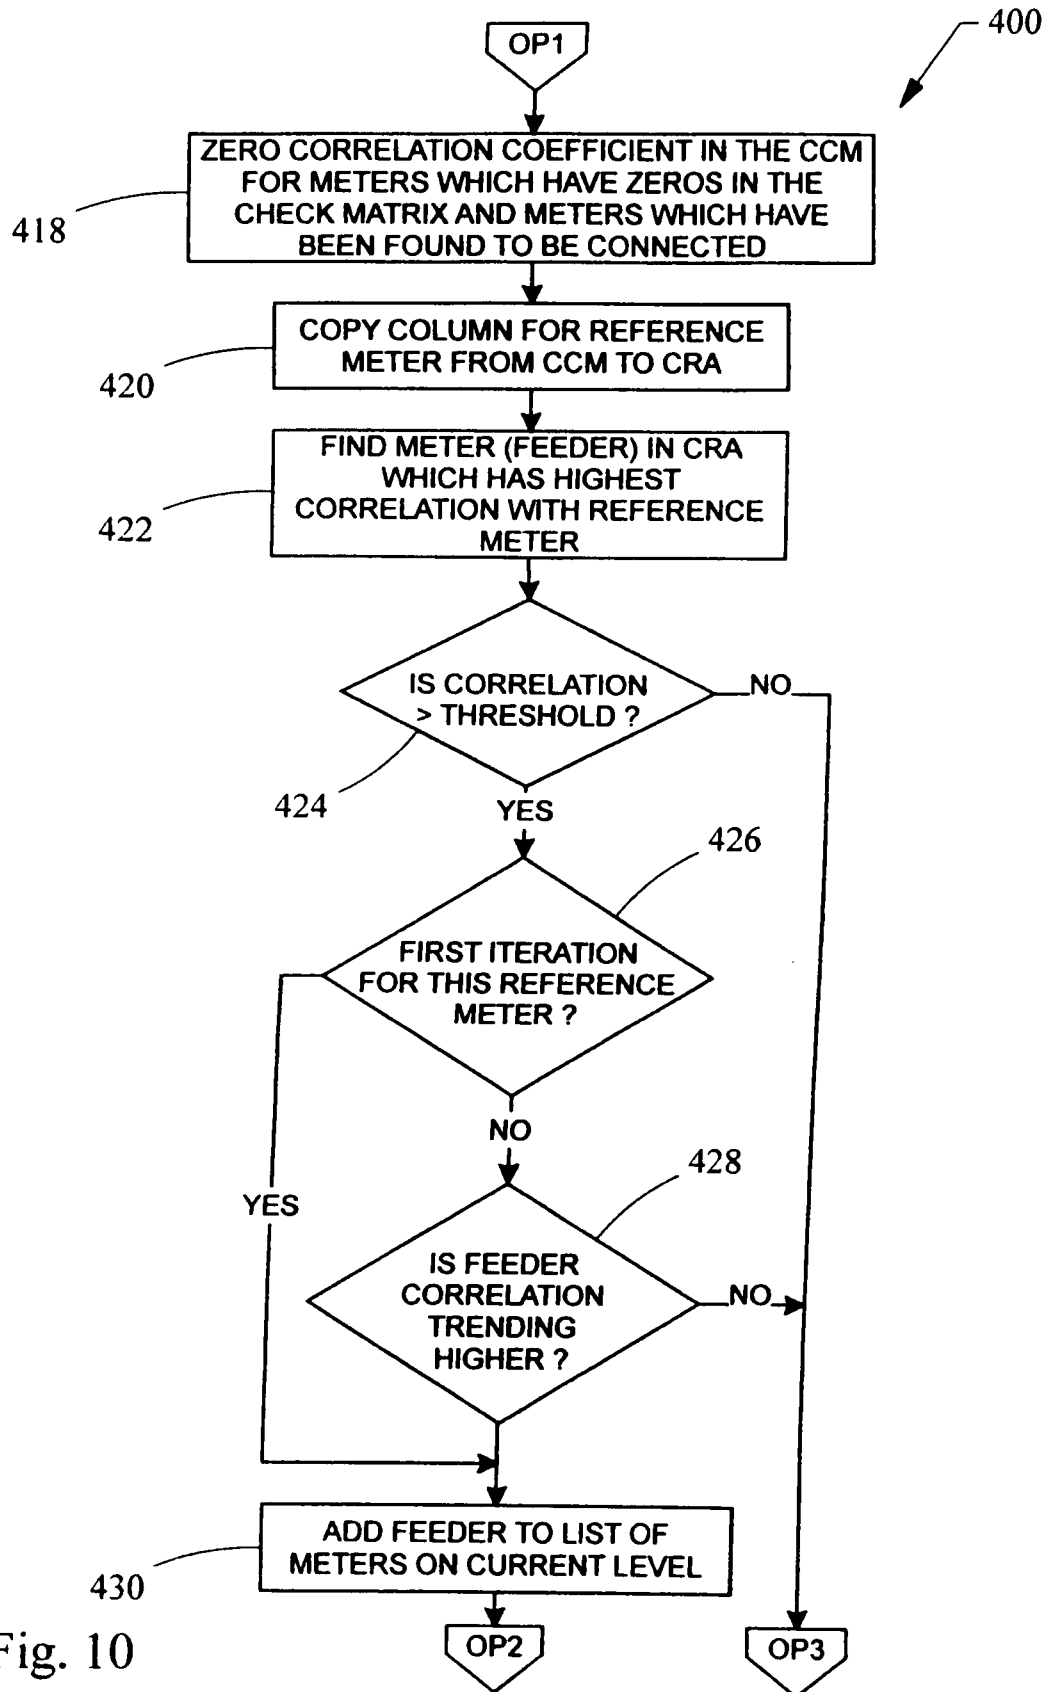 400
OP1
ZERO CORRELATION COEFFICIENT IN THE CCM
FOR METERS WHICH HAVE ZEROS IN THE
CHECK MATRIX AND METERS WHICH HAVE
BEEN FOUND TO BE CONNECTED
418
COPY COLUMN FOR REFERENCE
METER FROM CCM TO CRA
420
FIND METER (FEEDER) IN CRA
WHICH HAS HIGHEST
CORRELATION WITH REFERENCE
METER
422
IS CORRELATION
> THRESHOLD ?
NO
424
YES
426
FIRST ITERATION
FOR THIS REFERENCE
METER ?
NO
428
YES
IS FEEDER
CORRELATION
TRENDING
HIGHER ?
NO
ADD FEEDER TO LIST OF
METERS ON CURRENT LEVEL
430
OP2
OP3
Fig. 10